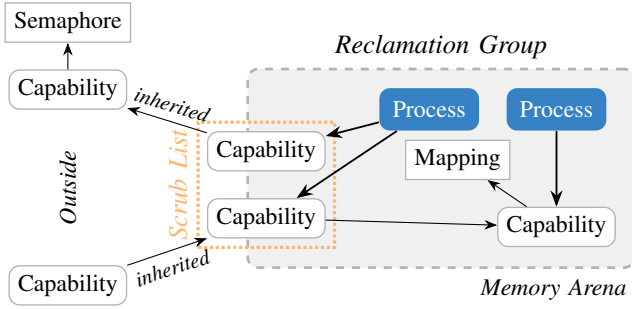 Semaphore
Reclamation Group
Capability
inherited
Process
Process
Capability
Mapping
Outside
Scrub List
Capability
Capability
inherited
Capability
Memory Arena